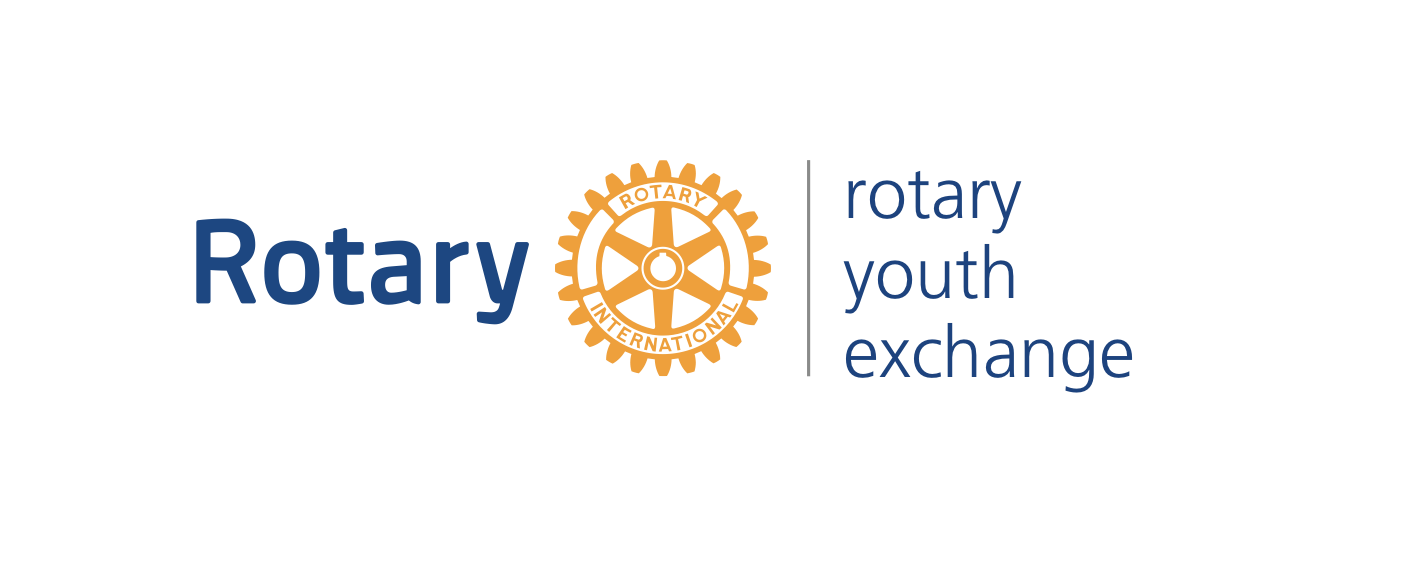 Rotary
ROTARY
INTERNATIONAL
rotary
youth
exchange